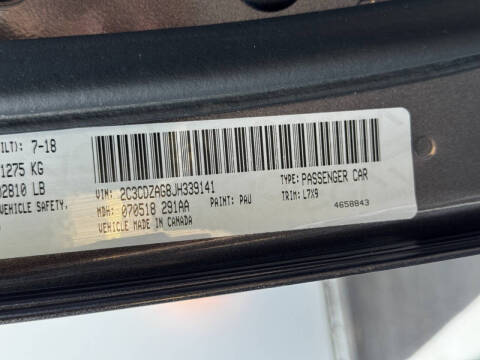 ILT): 7-18
1275 KG
02810 LB
VEHICLE SAFETY,
VIN: 2C3CDZAG8JH339141
TYPE: PASSENGER CAR
MDH: 070518 291AA
PAINT: PAU
TRIM: L7X9
VEHICLE MADE IN CANADA
4658843